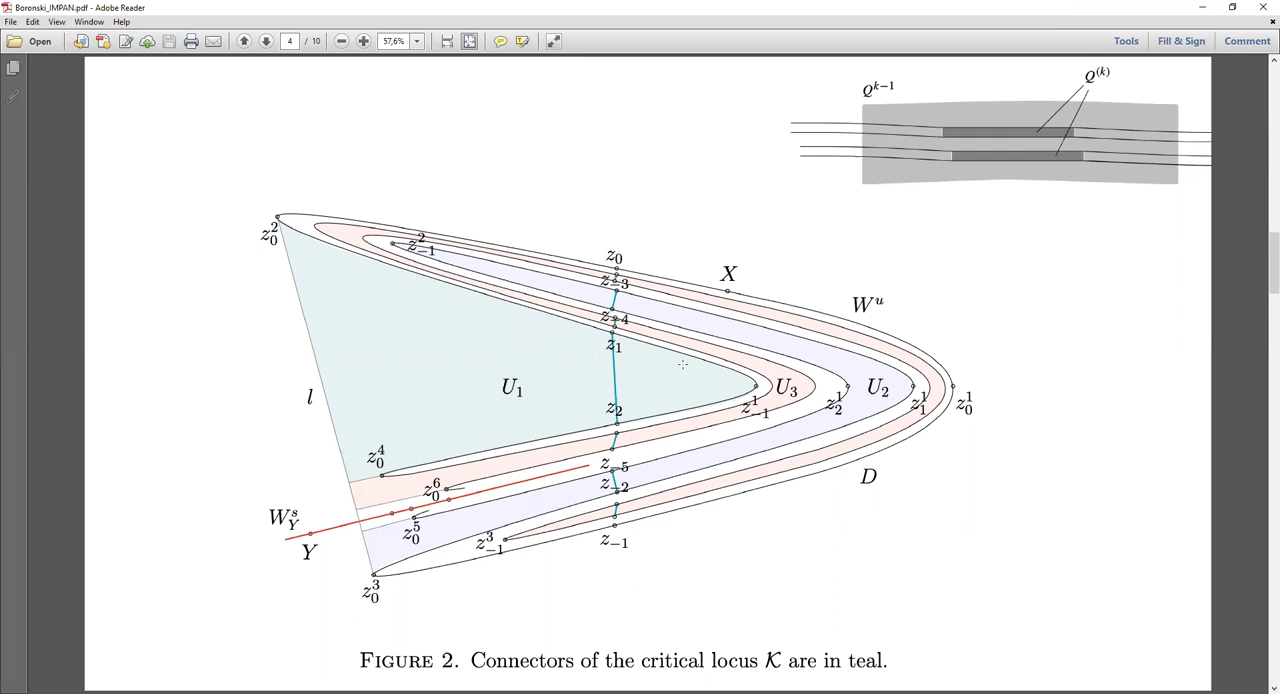 Boronski_IMPAN.pdf - Adobe Reader
File Edit View Window Help
Open 4 / 10 57,6% Tools Fill & Sign Comment
Q^{k-1}
Q^{(k)}
z_0^2
z_{-1}^2
z_0
z_{-3}
X
W^u
z_{-4}
z_1
U_1
l
z_2
z_{-1}^1
U_3
z_2^1
U_2
z_1^1
z_0^1
z_0^4
z_0^6
z_{-5}
z_{-2}
D
W_Y^s
Y
z_0^5
z_{-1}^3
z_{-1}
z_0^3
FIGURE 2. Connectors of the critical locus 𝒦 are in teal.